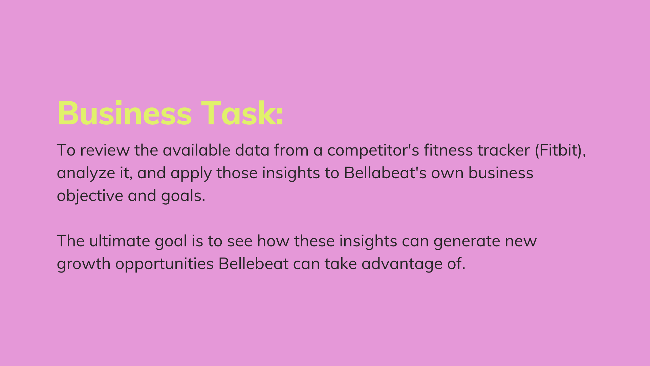 Business Task:
To review the available data from a competitor's fitness tracker (Fitbit),
analyze it, and apply those insights to Bellabeat's own business
objective and goals.
The ultimate goal is to see how these insights can generate new
growth opportunities Bellebeat can take advantage of.